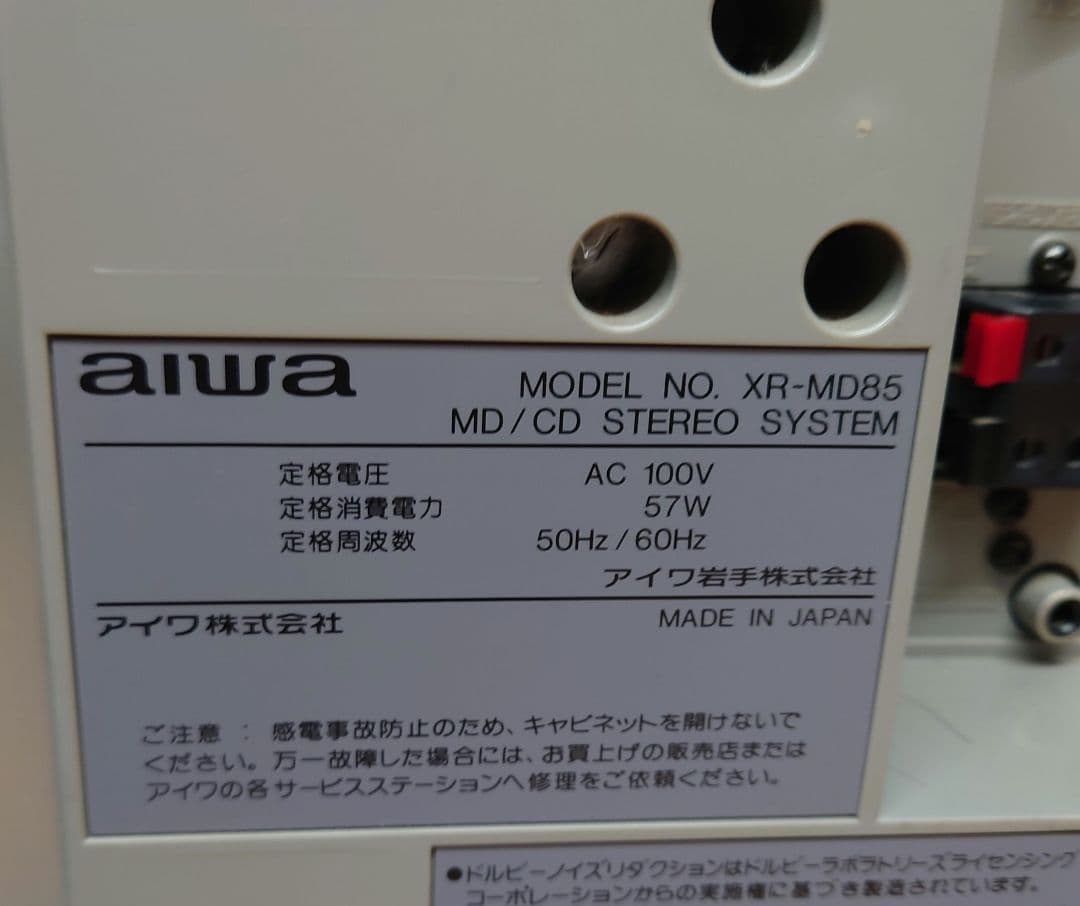 aiwa
MODEL NO. XR-MD85
MD/CD STEREO SYSTEM
定格電圧 AC 100V
定格消費電力 57W
定格周波数 50Hz/60Hz
アイワ岩手株式会社
アイワ株式会社 MADE IN JAPAN
ご注意 : 感電事故防止のため、キャビネットを開けないで
ください。万一故障した場合には、お買上げの販売店または
アイワの各サービスステーションへ修理をご依頼ください。
●ドルビーノイズリダクションはドルビーラボラトリーズライセンシング
コーポレーションからの実施権に基づき製造されています。